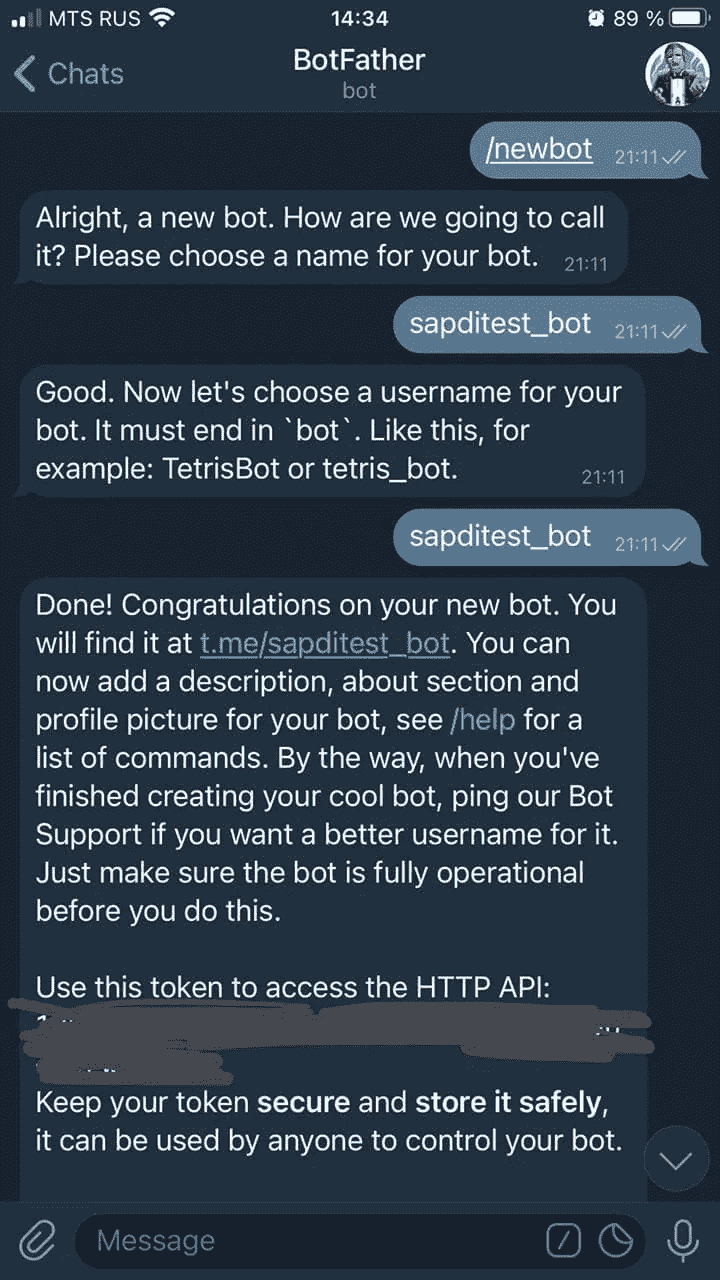 MTS RUS 14:34 89 %
Chats
BotFather
bot
/newbot 21:11
Alright, a new bot. How are we going to call
it? Please choose a name for your bot. 21:11
sapditest_bot 21:11
Good. Now let's choose a username for your
bot. It must end in `bot`. Like this, for
example: TetrisBot or tetris_bot. 21:11
sapditest_bot 21:11
Done! Congratulations on your new bot. You
will find it at t.me/sapditest_bot. You can
now add a description, about section and
profile picture for your bot, see /help for a
list of commands. By the way, when you've
finished creating your cool bot, ping our Bot
Support if you want a better username for it.
Just make sure the bot is fully operational
before you do this.
Use this token to access the HTTP API:
Keep your token secure and store it safely,
it can be used by anyone to control your bot.
Message